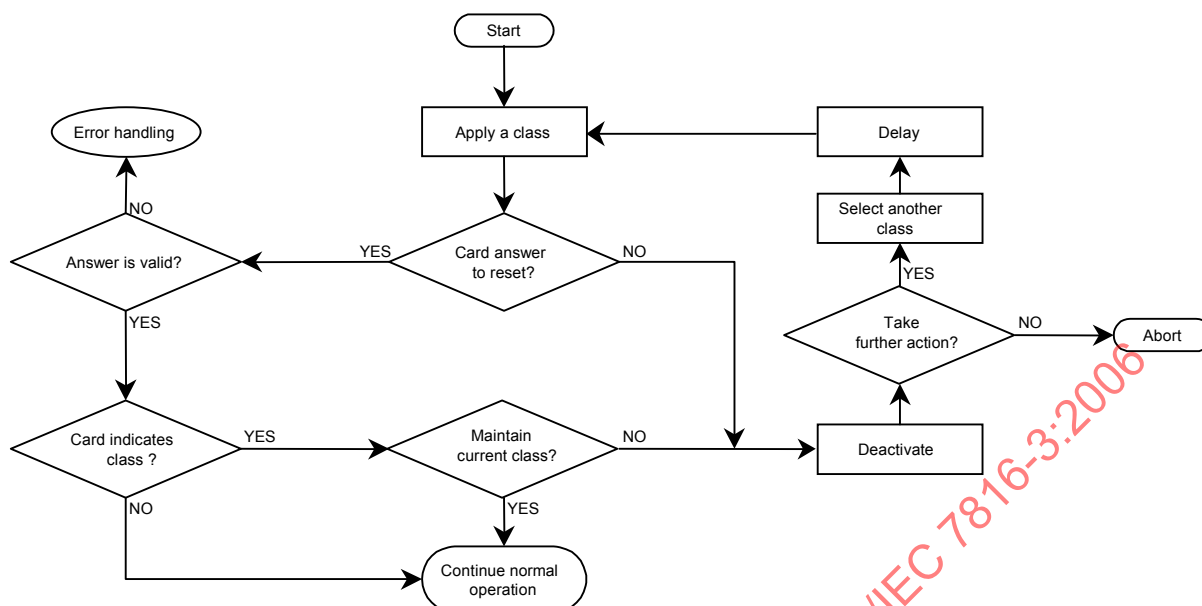 Start
Error handling
Apply a class
Delay
NO
Select another
class
YES
Card answer
to reset?
NO
Answer is valid?
YES
YES
Take
further action?
NO
Abort
Card indicates
class ?
YES
Maintain
current class?
NO
Deactivate
NO
YES
Continue normal
operation
/IEC 7816-3:2006